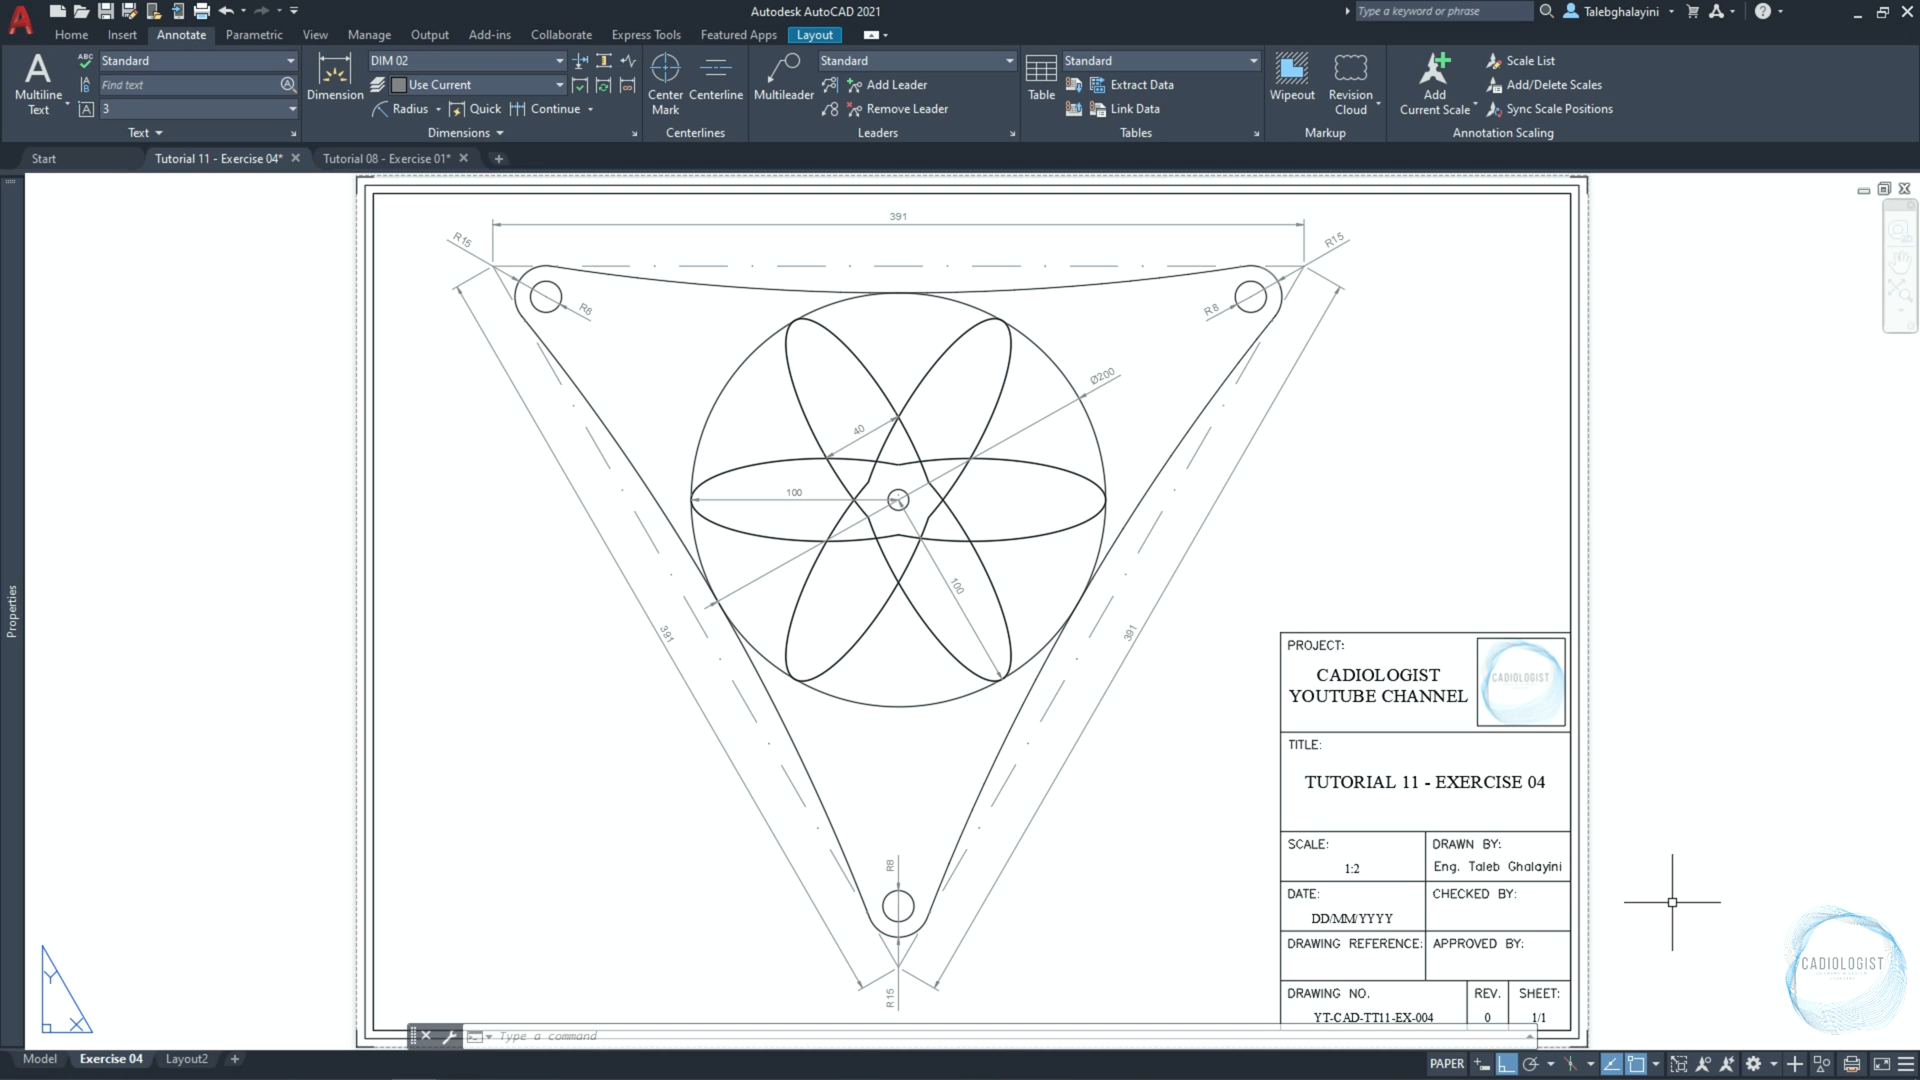 Autodesk AutoCAD 2021
Type a keyword or phrase
Talebghalayini
Home Insert Annotate Parametric View Manage Output Add-ins Collaborate Express Tools Featured Apps Layout
Multiline Text
Standard
Find text
3
Text
Dimension
DIM 02
Use Current
Radius Quick Continue
Dimensions
Center Mark
Centerline
Centerlines
Multileader
Standard
Add Leader
Remove Leader
Leaders
Table
Standard
Extract Data
Link Data
Tables
Wipeout
Revision Cloud
Markup
Add Current Scale
Scale List
Add/Delete Scales
Sync Scale Positions
Annotation Scaling
Start
Tutorial 11 - Exercise 04*
Tutorial 08 - Exercise 01*
Properties
391
R15
R15
R8
R8
Ø200
40
100
100
391
391
R8
R15
PROJECT:
CADIOLOGIST
YOUTUBE CHANNEL
CADIOLOGIST
TITLE:
TUTORIAL 11 - EXERCISE 04
SCALE:
1:2
DRAWN BY:
Eng. Taleb Ghalayini
DATE:
DD/MM/YYYY
CHECKED BY:
DRAWING REFERENCE:
APPROVED BY:
DRAWING NO.
YT-CAD-TT11-EX-004
REV.
0
SHEET:
1/1
CADIOLOGIST
Y
X
Type a command
Model Exercise 04 Layout2
PAPER